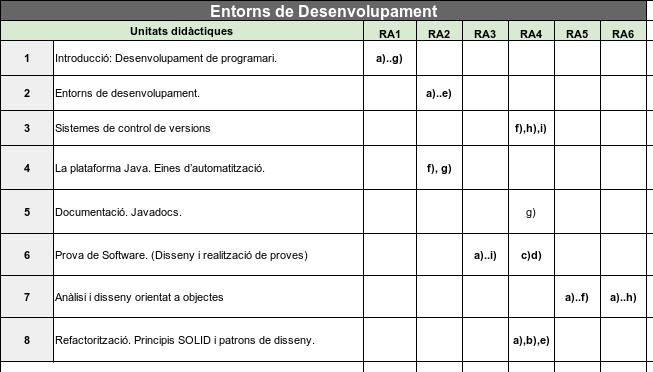 Entorns de Desenvolupament
Unitats didàctiques RA1 RA2 RA3 RA4 RA5 RA6
1 Introducció: Desenvolupament de programari. a)..g)
2 Entorns de desenvolupament. a)..e)
3 Sistemes de control de versions f),h),i)
4 La plataforma Java. Eines d'automatització. f), g)
5 Documentació. Javadocs. g)
6 Prova de Software. (Disseny i realització de proves) a)..i) c)d)
7 Anàlisi i disseny orientat a objectes a)..f) a)..h)
8 Refactorització. Principis SOLID i patrons de disseny. a),b),e)